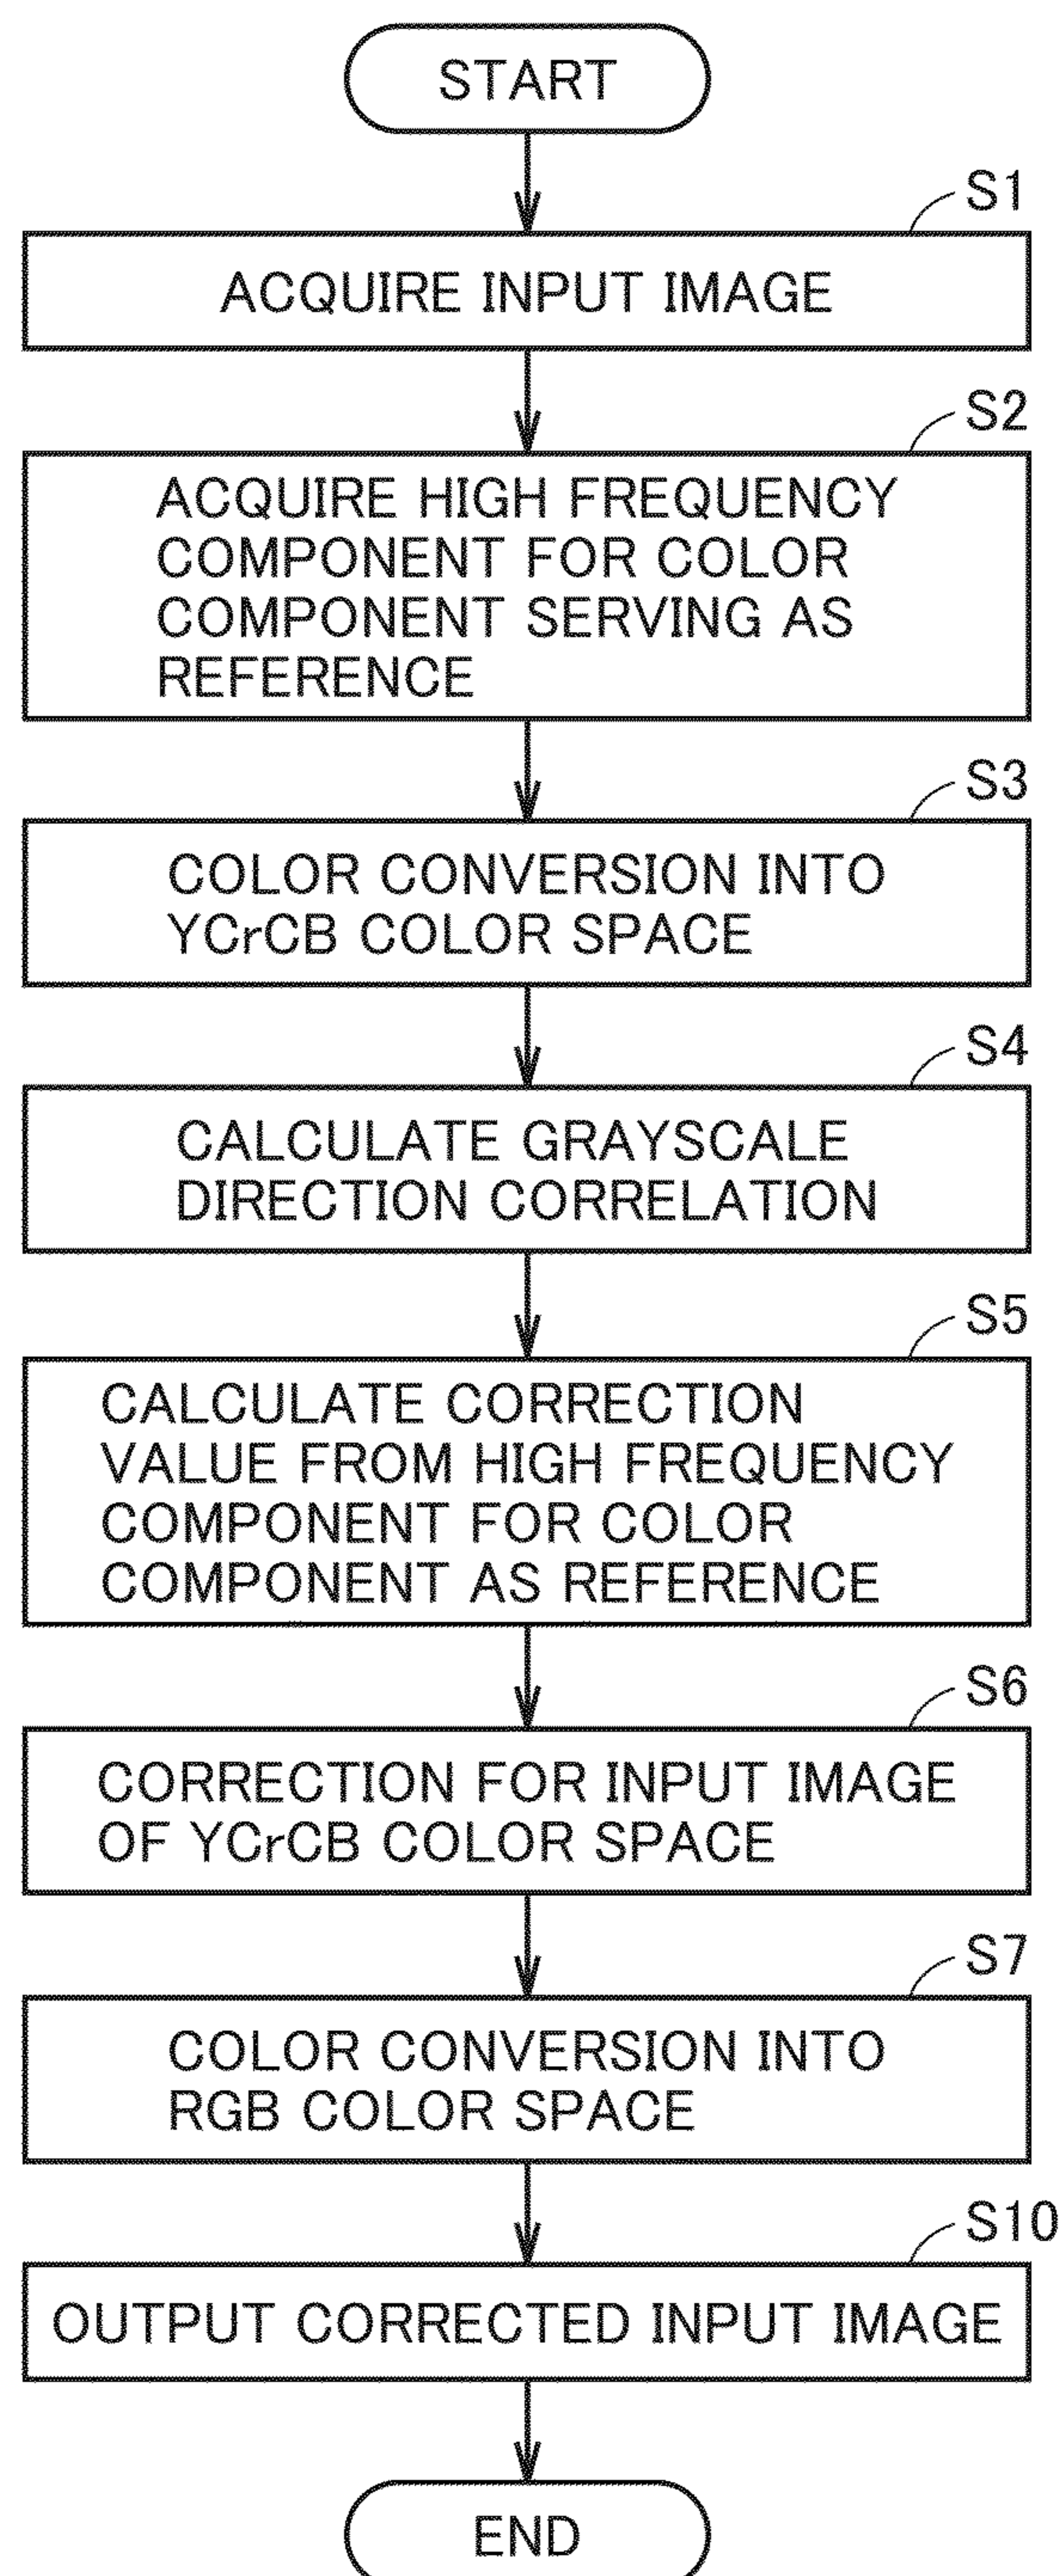 START
S1
ACQUIRE INPUT IMAGE
S2
ACQUIRE HIGH FREQUENCY
COMPONENT FOR COLOR
COMPONENT SERVING AS
REFERENCE
S3
COLOR CONVERSION INTO
YCrCB COLOR SPACE
S4
CALCULATE GRAYSCALE
DIRECTION CORRELATION
S5
CALCULATE CORRECTION
VALUE FROM HIGH FREQUENCY
COMPONENT FOR COLOR
COMPONENT AS REFERENCE
S6
CORRECTION FOR INPUT IMAGE
OF YCrCB COLOR SPACE
S7
COLOR CONVERSION INTO
RGB COLOR SPACE
S10
OUTPUT CORRECTED INPUT IMAGE
END